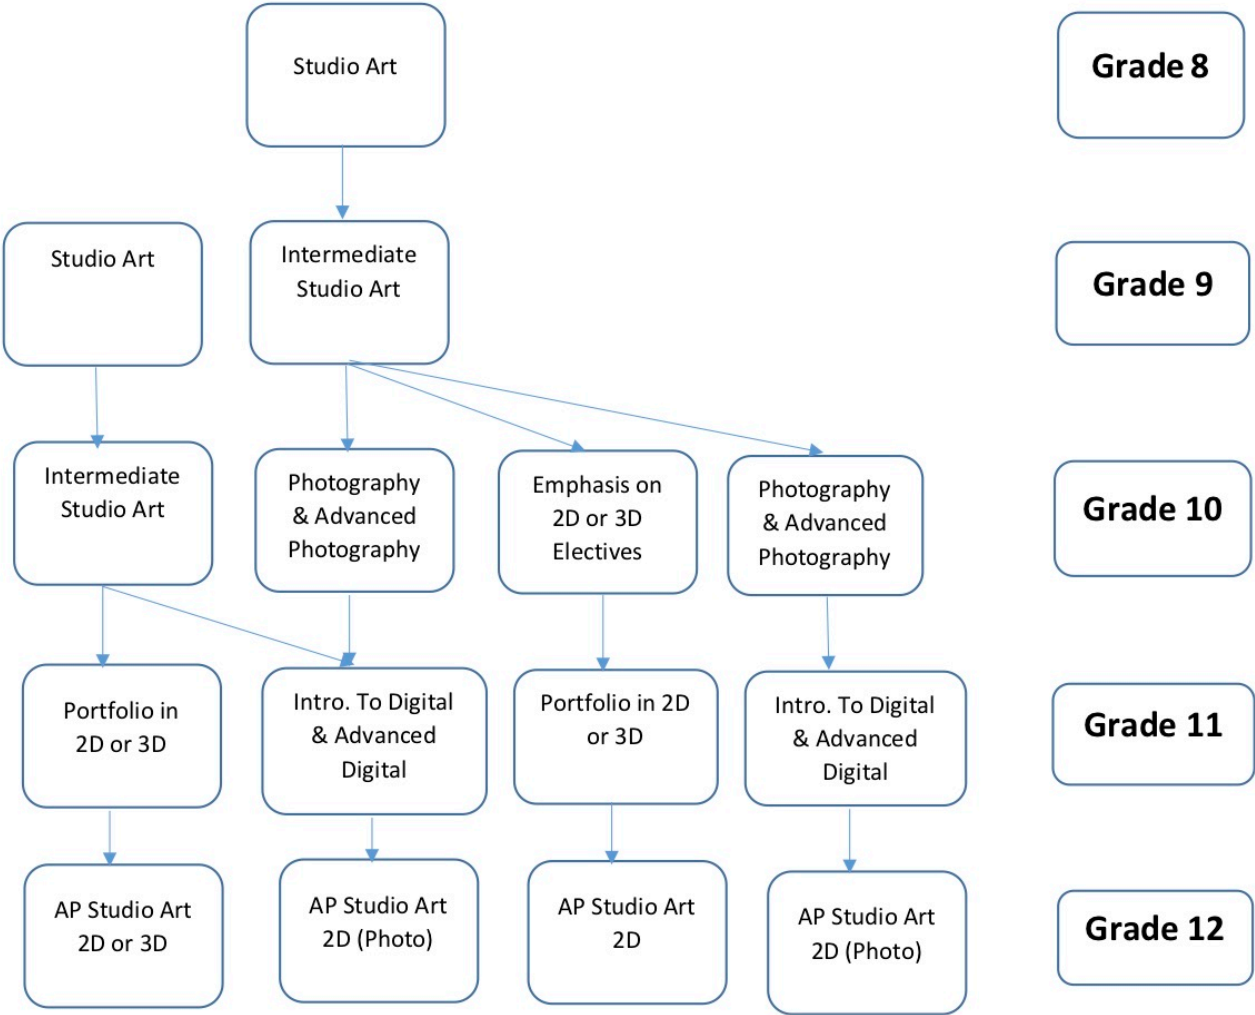 Studio Art
Grade 8
Studio Art
Intermediate
Studio Art
Grade 9
Intermediate
Studio Art
Photography
& Advanced
Photography
Emphasis on
2D or 3D
Electives
Photography
& Advanced
Photography
Grade 10
Portfolio in
2D or 3D
Intro. To Digital
& Advanced
Digital
Portfolio in 2D
or 3D
Intro. To Digital
& Advanced
Digital
Grade 11
AP Studio Art
2D or 3D
AP Studio Art
2D (Photo)
AP Studio Art
2D
AP Studio Art
2D (Photo)
Grade 12